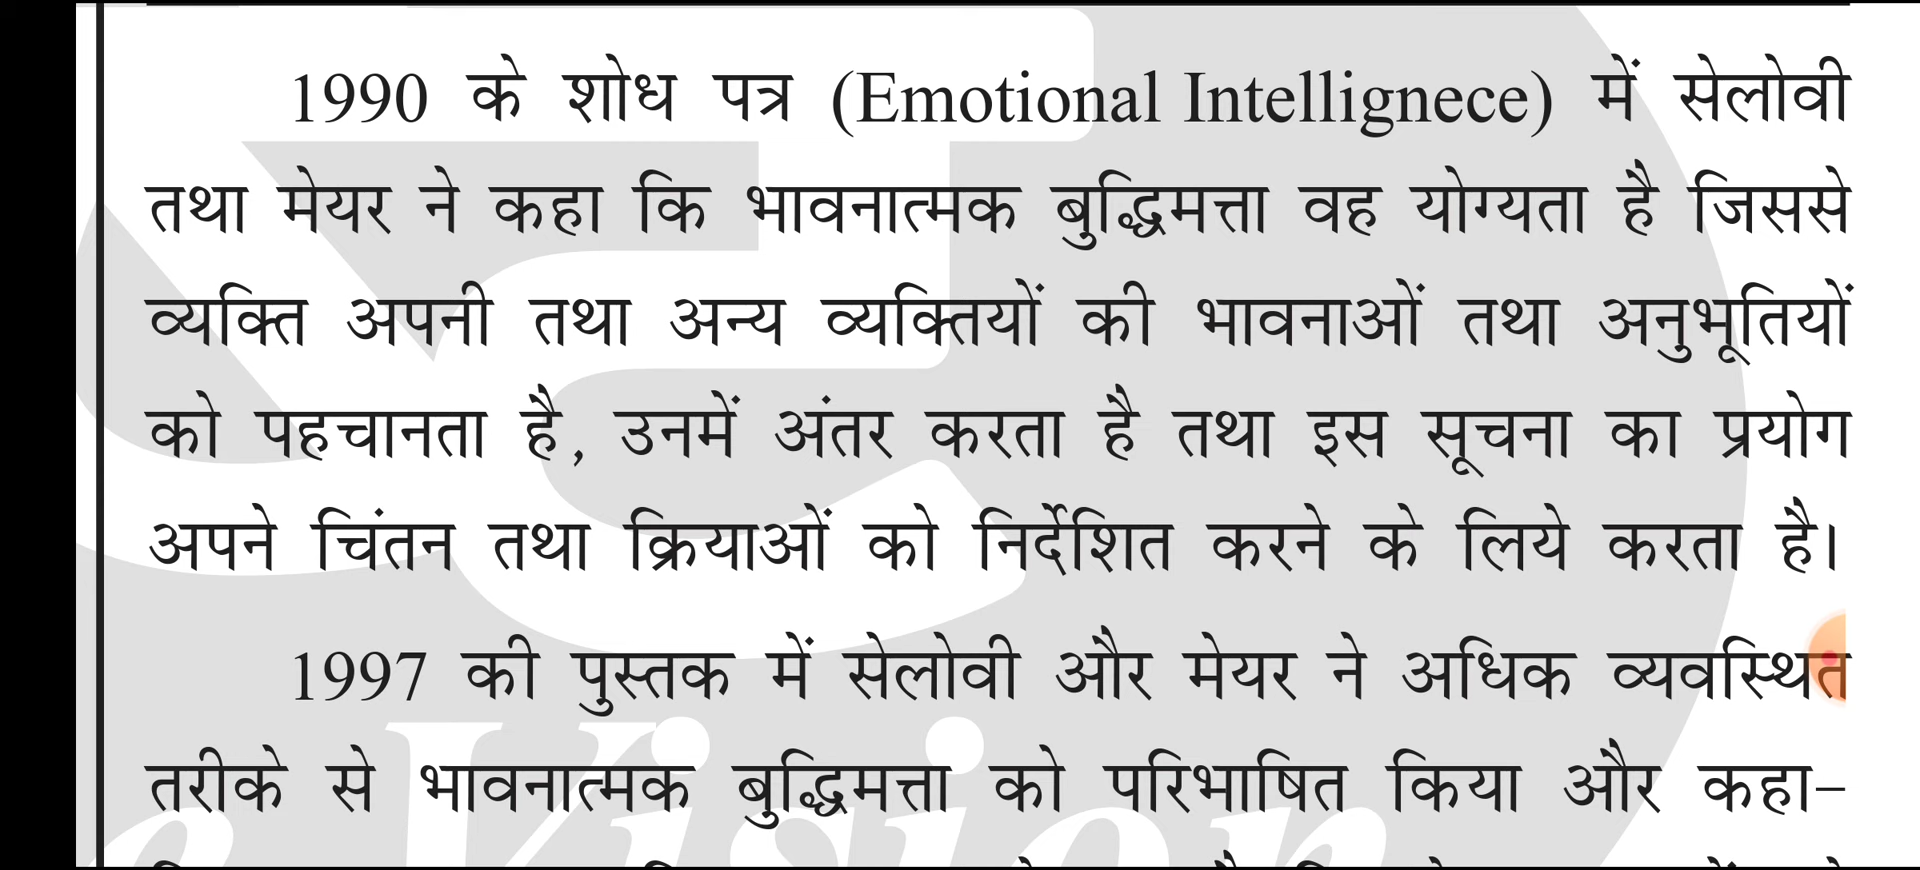 1990 के शोध पत्र (Emotional Intellignece) में सेलोवी
तथा मेयर ने कहा कि भावनात्मक बुद्धिमत्ता वह योग्यता है जिससे
व्यक्ति अपनी तथा अन्य व्यक्तियों की भावनाओं तथा अनुभूतियों
को पहचानता है, उनमें अंतर करता है तथा इस सूचना का प्रयोग
अपने चिंतन तथा क्रियाओं को निर्देशित करने के लिये करता है।
1997 की पुस्तक में सेलोवी और मेयर ने अधिक व्यवस्थित
तरीके से भावनात्मक बुद्धिमत्ता को परिभाषित किया और कहा–
e Vision